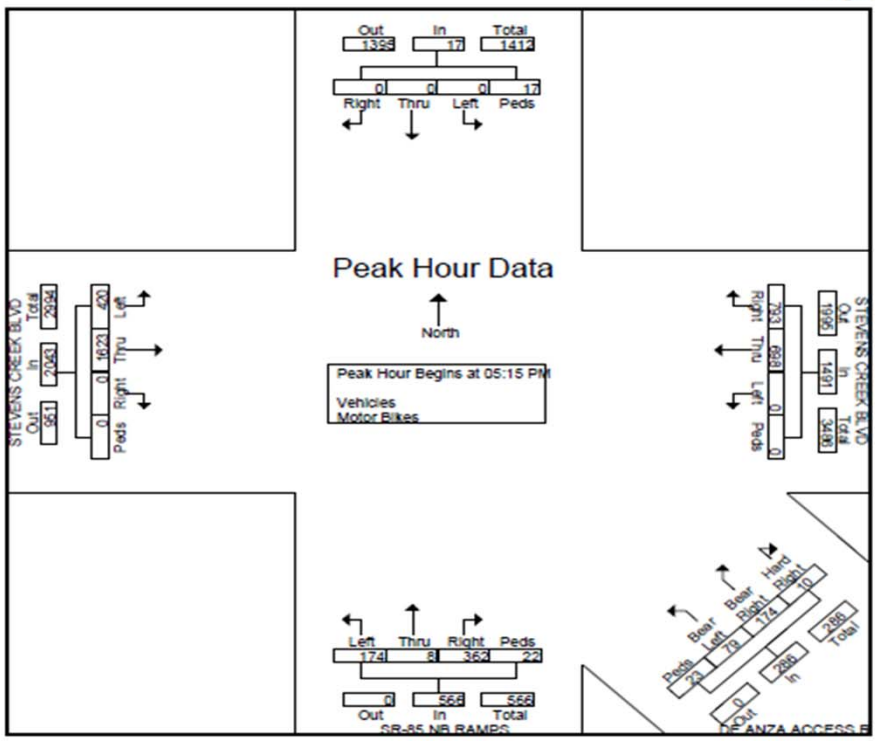 Out In Total
1395 17 1412
0 0 0 17
Right Thru Left Peds
Peak Hour Data
North
Peak Hour Begins at 05:15 PM
Vehicles
Motor Bikes
STEVENS CREEK BLVD
Out In Total
951 2043 2994
0 0 1623 420
Peds Right Thru Left
Right Thru Left Peds
793 698 0 0
Out In Total
1995 1491 3486
STEVENS CREEK BLVD
Left Thru Right Peds
174 8 362 22
0 566 566
Out In Total
SR-85 NB RAMPS
Peds Bear Left Bear Right Hard Right
23 79 174 10
0 286 286
Out In Total
DE ANZA ACCESS R